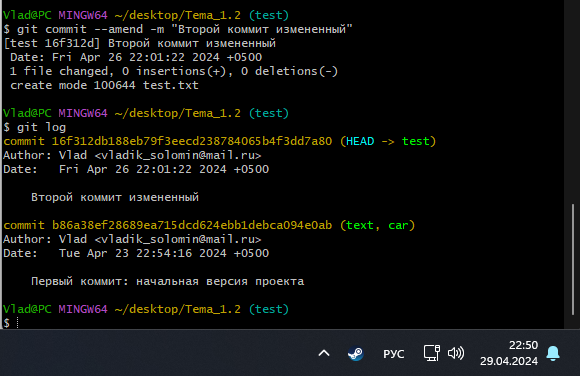 Vlad@PC MINGW64 ~/desktop/Tema_1.2 (test)
$ git commit --amend -m "Второй коммит измененный"
[test 16f312d] Второй коммит измененный
 Date: Fri Apr 26 22:01:22 2024 +0500
 1 file changed, 0 insertions(+), 0 deletions(-)
 create mode 100644 test.txt
Vlad@PC MINGW64 ~/desktop/Tema_1.2 (test)
$ git log
commit 16f312db188eb79f3eecd238784065b4f3dd7a80 (HEAD -> test)
Author: Vlad <vladik_solomin@mail.ru>
Date:   Fri Apr 26 22:01:22 2024 +0500
    Второй коммит измененный
commit b86a38ef28689ea715dcd624ebb1debca094e0ab (text, car)
Author: Vlad <vladik_solomin@mail.ru>
Date:   Tue Apr 23 22:54:16 2024 +0500
    Первый коммит: начальная версия проекта
Vlad@PC MINGW64 ~/desktop/Tema_1.2 (test)
$
РУС
22:50
29.04.2024